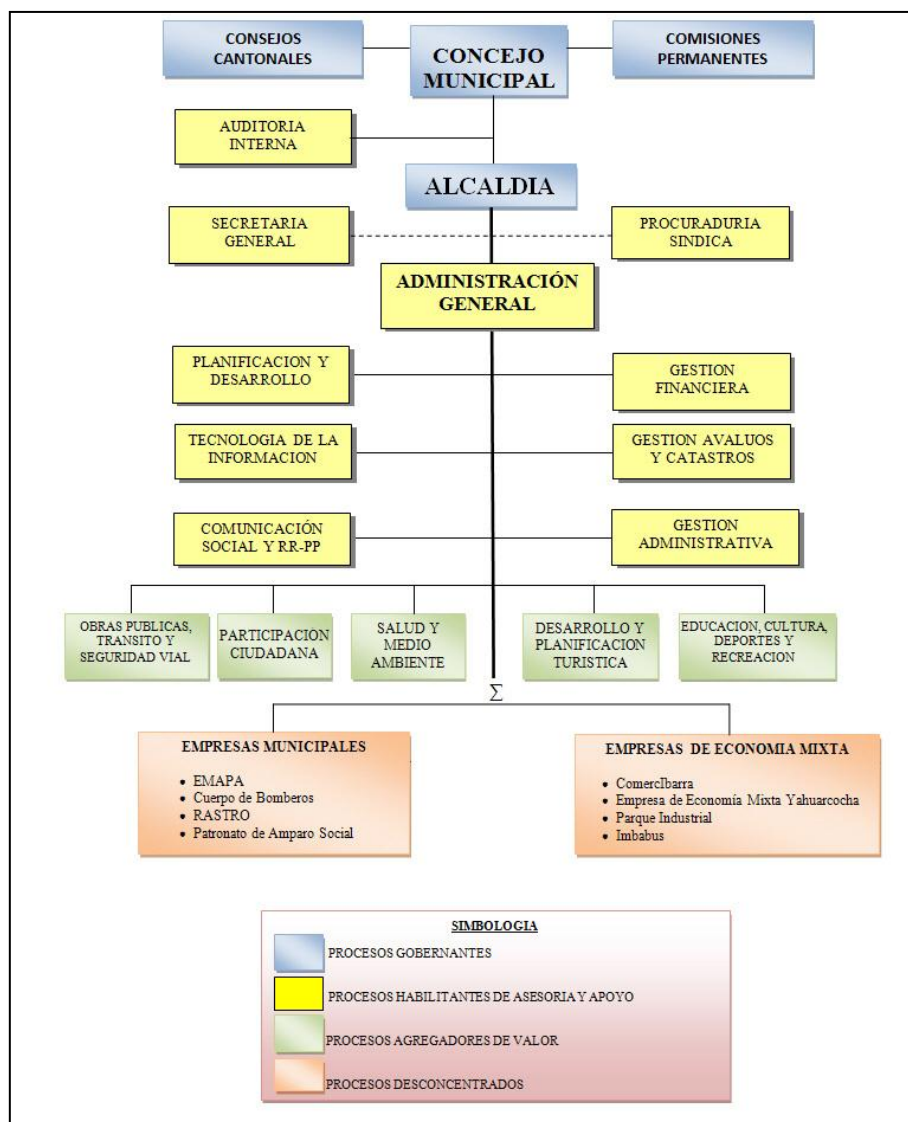 CONSEJOS
CANTONALES
CONCEJO
MUNICIPAL
COMISIONES
PERMANENTES
AUDITORIA
INTERNA
ALCALDIA
SECRETARIA
GENERAL
PROCURADURIA
SINDICA
ADMINISTRACIÓN
GENERAL
PLANIFICACION Y
DESARROLLO
GESTION
FINANCIERA
TECNOLOGIA DE LA
INFORMACION
GESTION AVALUOS
Y CATASTROS
COMUNICACIÓN
SOCIAL Y RR-PP
GESTION
ADMINISTRATIVA
OBRAS PUBLICAS,
TRANSITO Y
SEGURIDAD VIAL
PARTICIPACIÓN
CIUDADANA
SALUD Y
MEDIO
AMBIENTE
DESARROLLO Y
PLANIFICACION
TURISTICA
EDUCACION, CULTURA,
DEPORTES Y
RECREACION
Σ
EMPRESAS MUNICIPALES
• EMAPA
• Cuerpo de Bomberos
• RASTRO
• Patronato de Amparo Social
EMPRESAS DE ECONOMIA MIXTA
• ComercIbarra
• Empresa de Economía Mixta Yahuarcocha
• Parque Industrial
• Imbabus
SIMBOLOGIA
PROCESOS GOBERNANTES
PROCESOS HABILITANTES DE ASESORIA Y APOYO
PROCESOS AGREGADORES DE VALOR
PROCESOS DESCONCENTRADOS